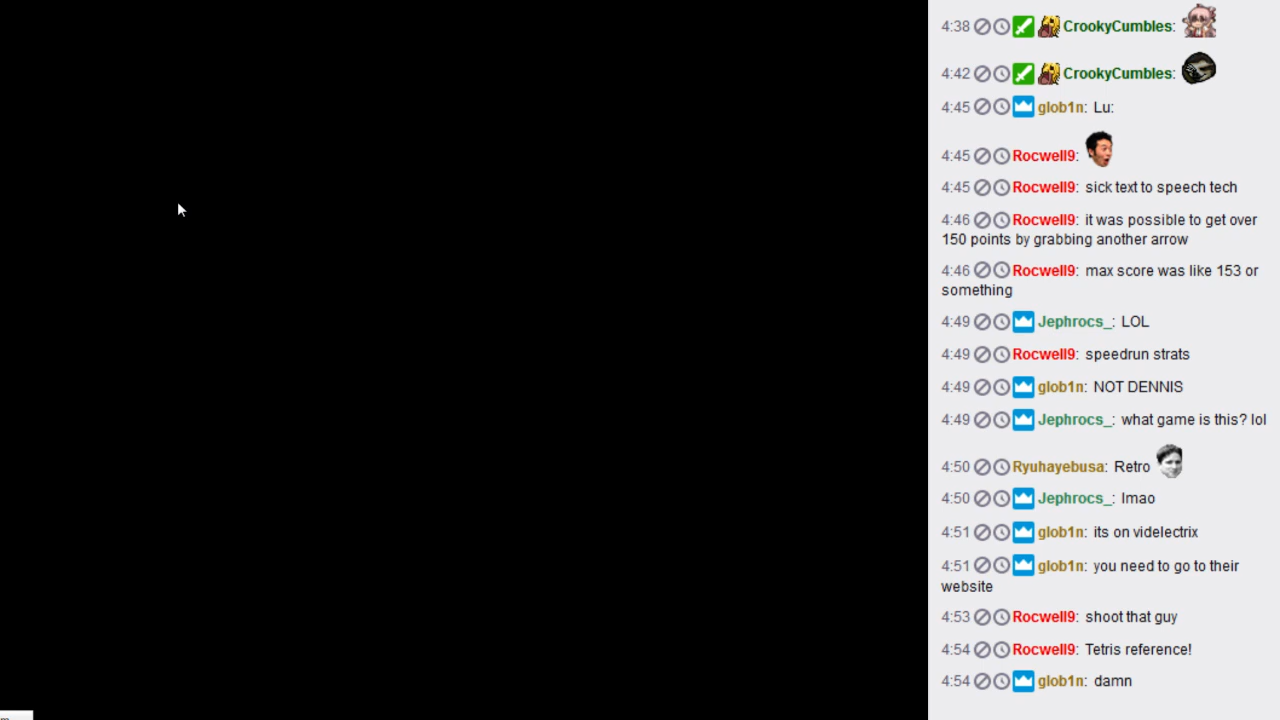 4:38 CrookyCumbles:
4:42 CrookyCumbles:
4:45 glob1n: Lu:
4:45 Rocwell9:
4:45 Rocwell9: sick text to speech tech
4:46 Rocwell9: it was possible to get over
150 points by grabbing another arrow
4:46 Rocwell9: max score was like 153 or
something
4:49 Jephrocs_: LOL
4:49 Rocwell9: speedrun strats
4:49 glob1n: NOT DENNIS
4:49 Jephrocs_: what game is this? lol
4:50 Ryuhayebusa: Retro
4:50 Jephrocs_: lmao
4:51 glob1n: its on videlectrix
4:51 glob1n: you need to go to their
website
4:53 Rocwell9: shoot that guy
4:54 Rocwell9: Tetris reference!
4:54 glob1n: damn